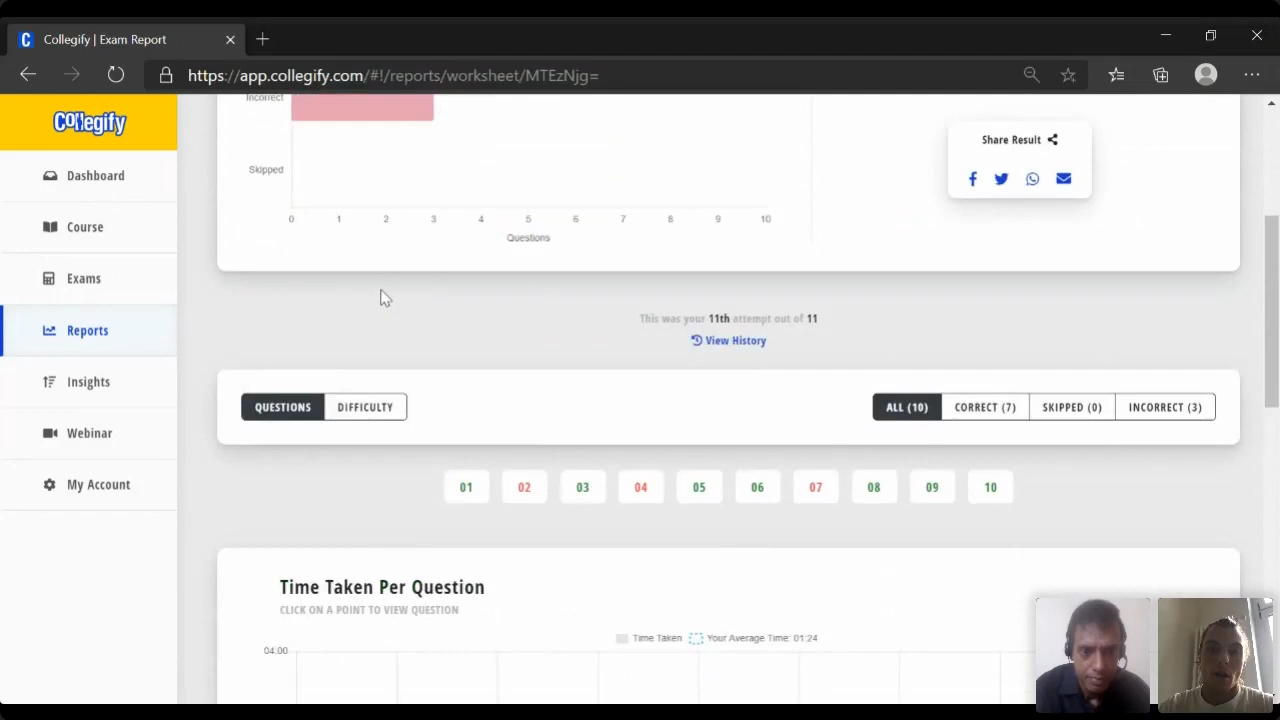 Collegify | Exam Report
https://app.collegify.com/#!/reports/worksheet/MTEzNjg=
Collegify
Dashboard
Course
Exams
Reports
Insights
Webinar
My Account
Incorrect
Skipped
0 1 2 3 4 5 6 7 8 9 10
Questions
Share Result
This was your 11th attempt out of 11
View History
QUESTIONS DIFFICULTY ALL (10) CORRECT (7) SKIPPED (0) INCORRECT (3)
01 02 03 04 05 06 07 08 09 10
Time Taken Per Question
CLICK ON A POINT TO VIEW QUESTION
Time Taken Your Average Time: 01:24
04:00